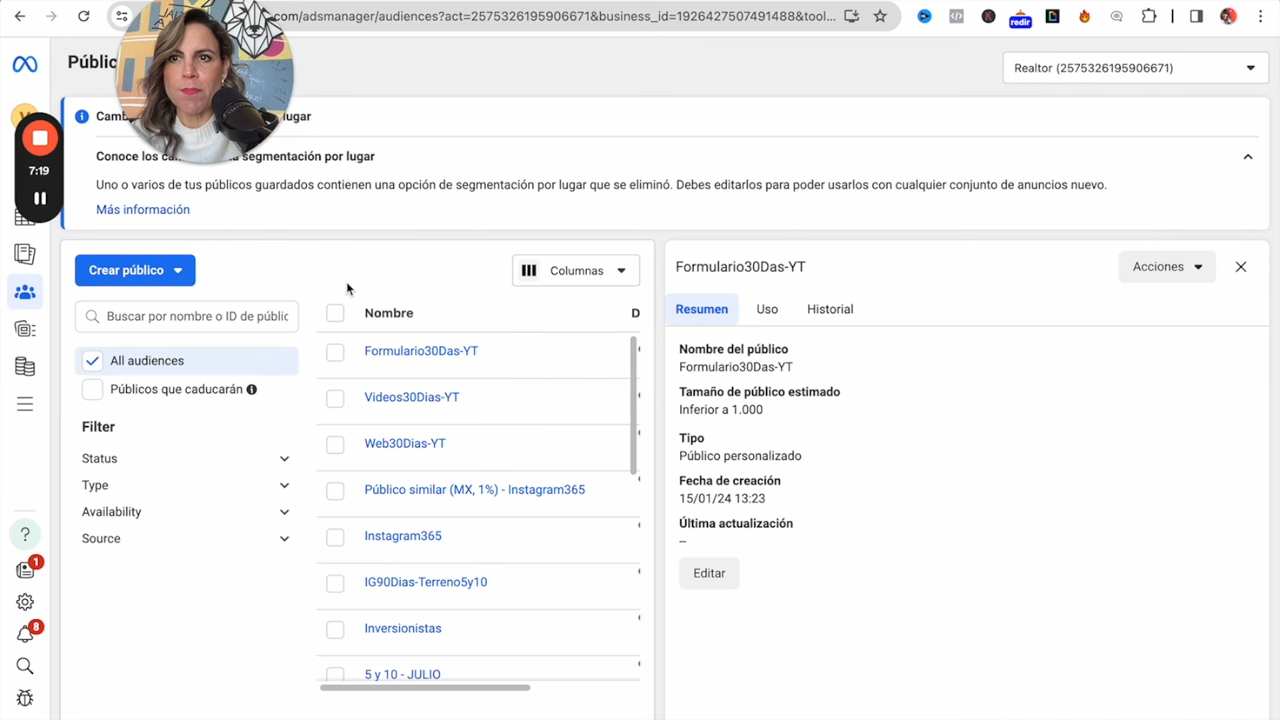 com/adsmanager/audiences?act=2575326195906671&business_id=1926427507491488&tool...
redir
Realtor (2575326195906671)
lugar
Conoce los segmentación por lugar
Uno o varios de tus públicos guardados contienen una opción de segmentación por lugar que se eliminó. Debes editarlos para poder usarlos con cualquier conjunto de anuncios nuevo.
Más información
7:19
Crear público
Columnas
Buscar por nombre o ID de públic
All audiences
Públicos que caducarán
Filter
Status
Type
Availability
Source
Nombre
D
Formulario30Das-YT
Videos30Dias-YT
Web30Dias-YT
Público similar (MX, 1%) - Instagram365
Instagram365
IG90Dias-Terreno5y10
Inversionistas
5 y 10 - JULIO
Formulario30Das-YT
Acciones
Resumen
Uso
Historial
Nombre del público
Formulario30Das-YT
Tamaño de público estimado
Inferior a 1.000
Tipo
Público personalizado
Fecha de creación
15/01/24 13:23
Última actualización
--
Editar
1
8